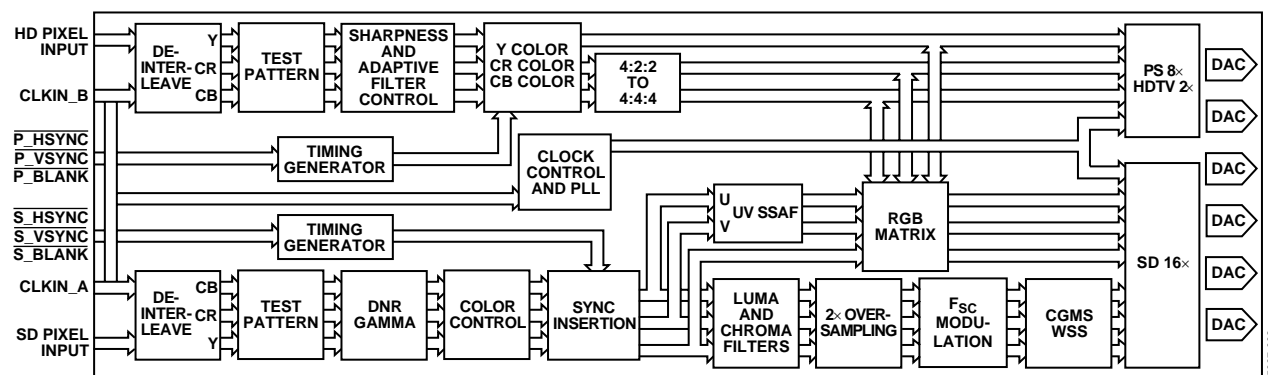 HD PIXEL
INPUT
CLKIN_B
P_HSYNC
P_VSYNC
P_BLANK
S_HSYNC
S_VSYNC
S_BLANK
CLKIN_A
SD PIXEL
INPUT
DE-
INTER-
LEAVE
Y
CR
CB
TEST
PATTERN
SHARPNESS
AND
ADAPTIVE
FILTER
CONTROL
Y COLOR
CR COLOR
CB COLOR
4:2:2
TO
4:4:4
PS 8×
HDTV 2×
TIMING
GENERATOR
CLOCK
CONTROL
AND PLL
TIMING
GENERATOR
U
V
UV SSAF
RGB
MATRIX
SD 16×
DE-
INTER-
LEAVE
CB
CR
Y
TEST
PATTERN
DNR
GAMMA
COLOR
CONTROL
SYNC
INSERTION
LUMA
AND
CHROMA
FILTERS
2× OVER-
SAMPLING
FSC
MODU-
LATION
CGMS
WSS
DAC
DAC
DAC
DAC
DAC
DAC